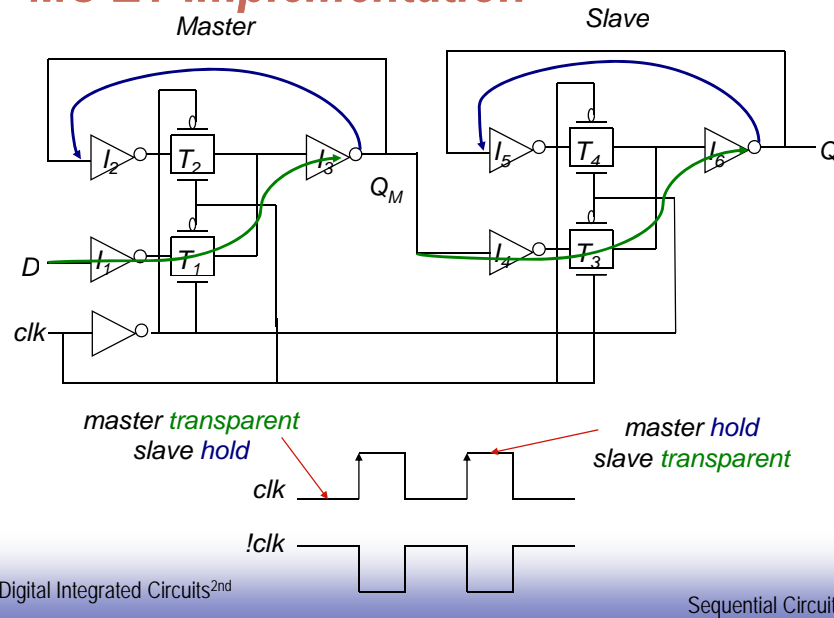 Master
Slave
I2
T2
I3
I5
T4
I6
Q
QM
D
I1
T1
I4
T3
clk
master transparent
slave hold
master hold
slave transparent
clk
!clk
Digital Integrated Circuits2nd
Sequential Circuit